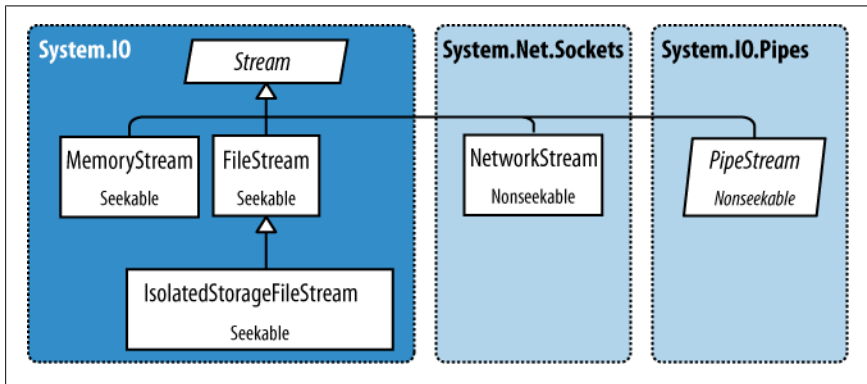 System.IO
Stream
MemoryStream
Seekable
FileStream
Seekable
IsolatedStorageFileStream
Seekable
System.Net.Sockets
NetworkStream
Nonseekable
System.IO.Pipes
PipeStream
Nonseekable